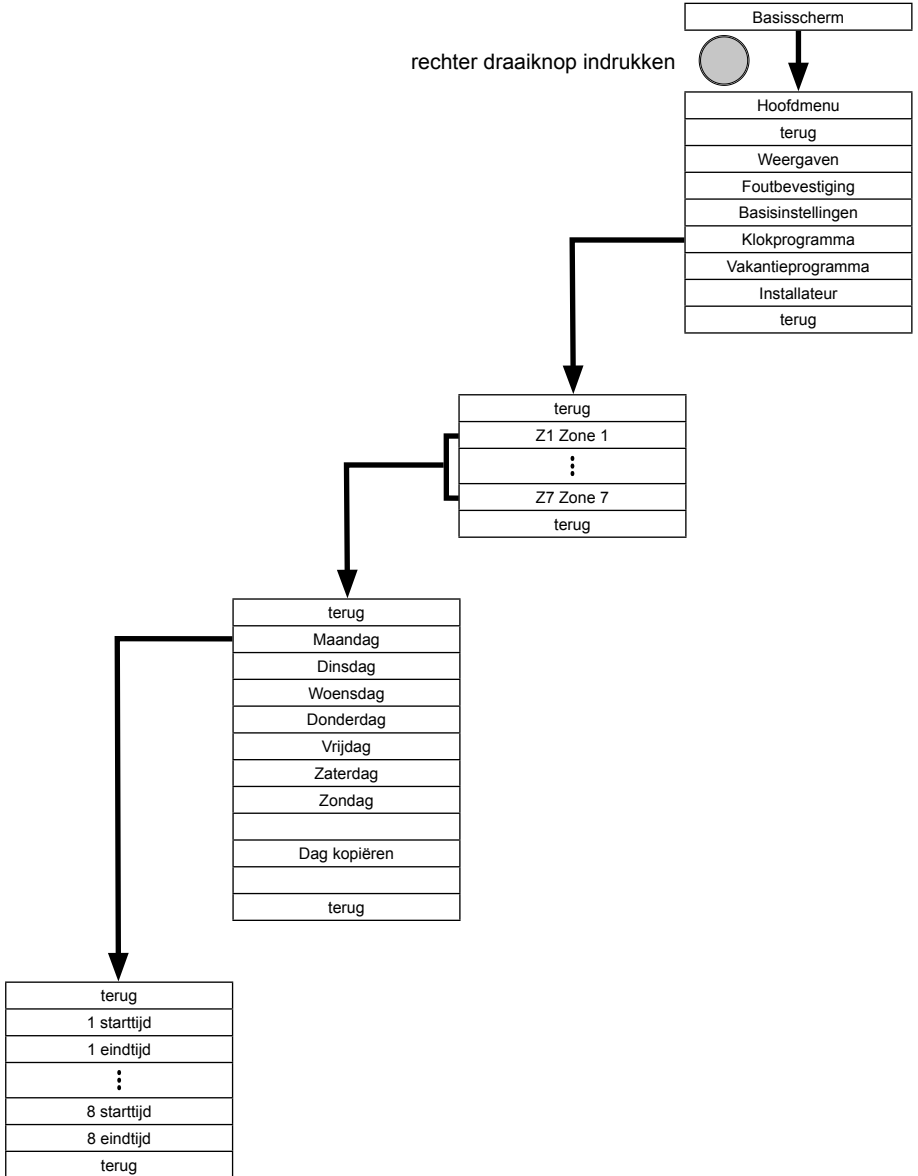 Basisscherm
rechter draaiknop indrukken
Hoofdmenu
terug
Weergaven
Foutbevestiging
Basisinstellingen
Klokprogramma
Vakantieprogramma
Installateur
terug
terug
Z1 Zone 1
Z7 Zone 7
terug
terug
Maandag
Dinsdag
Woensdag
Donderdag
Vrijdag
Zaterdag
Zondag
Dag kopiëren
terug
terug
1 starttijd
1 eindtijd
8 starttijd
8 eindtijd
terug